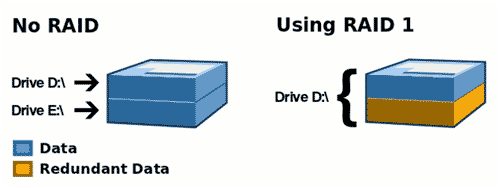 No RAID
Using RAID 1
Drive D:\
Drive E:\
Drive D:\
Data
Redundant Data